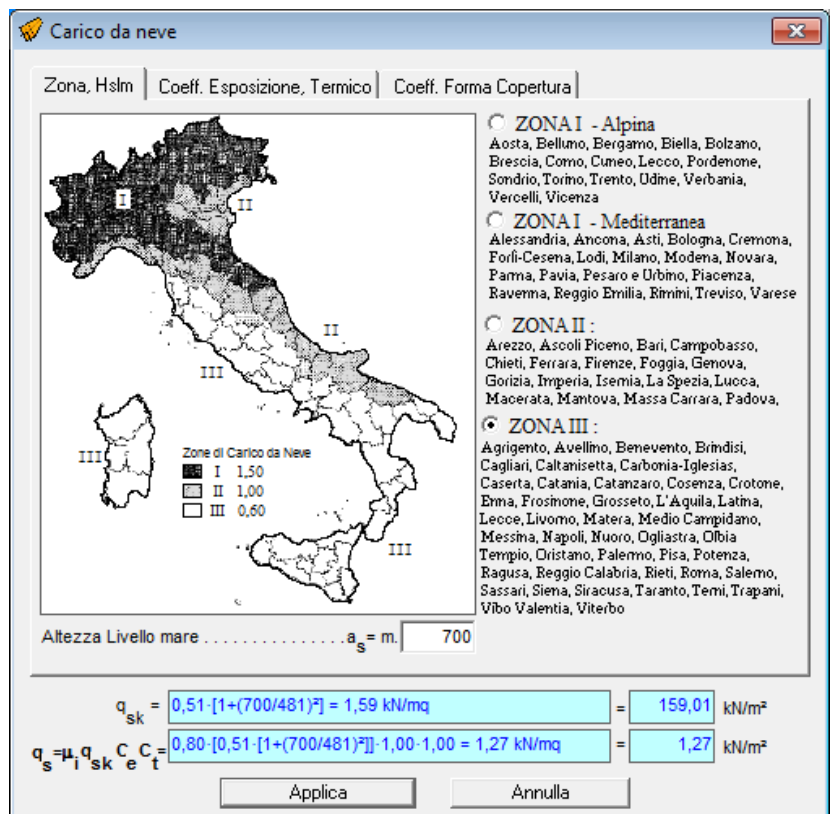 Carico da neve
Zona, Hslm
Coeff. Esposizione, Termico
Coeff. Forma Copertura
I
II
II
III
III
III
Zone di Carico da Neve
I 1,50
II 1,00
III 0,60
ZONA I - Alpina
Aosta, Belluno, Bergamo, Biella, Bolzano,
Brescia, Como, Cuneo, Lecco, Pordenone,
Sondrio, Torino, Trento, Udine, Verbania,
Vercelli, Vicenza
ZONA I - Mediterranea
Alessandria, Ancona, Asti, Bologna, Cremona,
Forlì-Cesena, Lodi, Milano, Modena, Novara,
Parma, Pavia, Pesaro e Urbino, Piacenza,
Ravenna, Reggio Emilia, Rimini, Treviso, Varese
ZONA II :
Arezzo, Ascoli Piceno, Bari, Campobasso,
Chieti, Ferrara, Firenze, Foggia, Genova,
Gorizia, Imperia, Isernia, La Spezia, Lucca,
Macerata, Mantova, Massa Carrara, Padova,
ZONA III :
Agrigento, Avellino, Benevento, Brindisi,
Cagliari, Caltanisetta, Carbonia-Iglesias,
Caserta, Catania, Catanzaro, Cosenza, Crotone,
Enna, Frosinone, Grosseto, L'Aquila, Latina,
Lecce, Livorno, Matera, Medio Campidano,
Messina, Napoli, Nuoro, Ogliastra, Olbia
Tempio, Oristano, Palermo, Pisa, Potenza,
Ragusa, Reggio Calabria, Rieti, Roma, Salerno,
Sassari, Siena, Siracusa, Taranto, Terni, Trapani,
Vibo Valentia, Viterbo
Altezza Livello mare . . . . . . . . . . . . . . . as= m. 700
qsk = 0,51·[1+(700/481)²] = 1,59 kN/mq = 159,01 kN/m²
qs=μi qsk Ce Ct= 0,80·[0,51·[1+(700/481)²]]·1,00·1,00 = 1,27 kN/mq = 1,27 kN/m²
Applica
Annulla